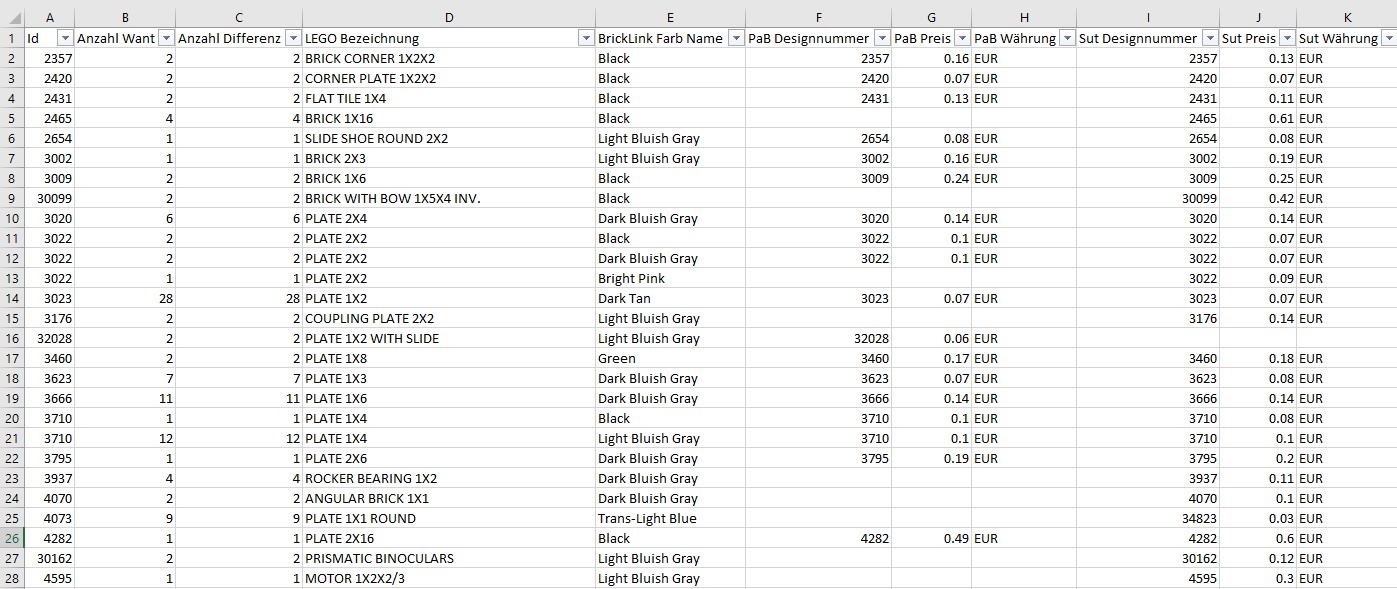 A B C D E F G H I J K
1 Id Anzahl Want Anzahl Differenz LEGO Bezeichnung BrickLink Farb Name PaB Designnummer PaB Preis PaB Währung Sut Designnummer Sut Preis Sut Währung
2 2357 2 2 BRICK CORNER 1X2X2 Black 2357 0.16 EUR 2357 0.13 EUR
3 2420 2 2 CORNER PLATE 1X2X2 Black 2420 0.07 EUR 2420 0.07 EUR
4 2431 2 2 FLAT TILE 1X4 Black 2431 0.13 EUR 2431 0.11 EUR
5 2465 4 4 BRICK 1X16 Black 2465 0.61 EUR
6 2654 1 1 SLIDE SHOE ROUND 2X2 Light Bluish Gray 2654 0.08 EUR 2654 0.08 EUR
7 3002 1 1 BRICK 2X3 Light Bluish Gray 3002 0.16 EUR 3002 0.19 EUR
8 3009 2 2 BRICK 1X6 Black 3009 0.24 EUR 3009 0.25 EUR
9 30099 2 2 BRICK WITH BOW 1X5X4 INV. Black 30099 0.42 EUR
10 3020 6 6 PLATE 2X4 Dark Bluish Gray 3020 0.14 EUR 3020 0.14 EUR
11 3022 2 2 PLATE 2X2 Black 3022 0.1 EUR 3022 0.07 EUR
12 3022 2 2 PLATE 2X2 Dark Bluish Gray 3022 0.1 EUR 3022 0.07 EUR
13 3022 1 1 PLATE 2X2 Bright Pink 3022 0.09 EUR
14 3023 28 28 PLATE 1X2 Dark Tan 3023 0.07 EUR 3023 0.07 EUR
15 3176 2 2 COUPLING PLATE 2X2 Light Bluish Gray 3176 0.14 EUR
16 32028 2 2 PLATE 1X2 WITH SLIDE Light Bluish Gray 32028 0.06 EUR
17 3460 2 2 PLATE 1X8 Green 3460 0.17 EUR 3460 0.18 EUR
18 3623 7 7 PLATE 1X3 Dark Bluish Gray 3623 0.07 EUR 3623 0.08 EUR
19 3666 11 11 PLATE 1X6 Dark Bluish Gray 3666 0.14 EUR 3666 0.14 EUR
20 3710 1 1 PLATE 1X4 Black 3710 0.1 EUR 3710 0.08 EUR
21 3710 12 12 PLATE 1X4 Light Bluish Gray 3710 0.1 EUR 3710 0.1 EUR
22 3795 1 1 PLATE 2X6 Dark Bluish Gray 3795 0.19 EUR 3795 0.2 EUR
23 3937 4 4 ROCKER BEARING 1X2 Dark Bluish Gray 3937 0.11 EUR
24 4070 2 2 ANGULAR BRICK 1X1 Dark Bluish Gray 4070 0.1 EUR
25 4073 9 9 PLATE 1X1 ROUND Trans-Light Blue 34823 0.03 EUR
26 4282 1 1 PLATE 2X16 Black 4282 0.49 EUR 4282 0.6 EUR
27 30162 2 2 PRISMATIC BINOCULARS Light Bluish Gray 30162 0.12 EUR
28 4595 1 1 MOTOR 1X2X2/3 Light Bluish Gray 4595 0.3 EUR